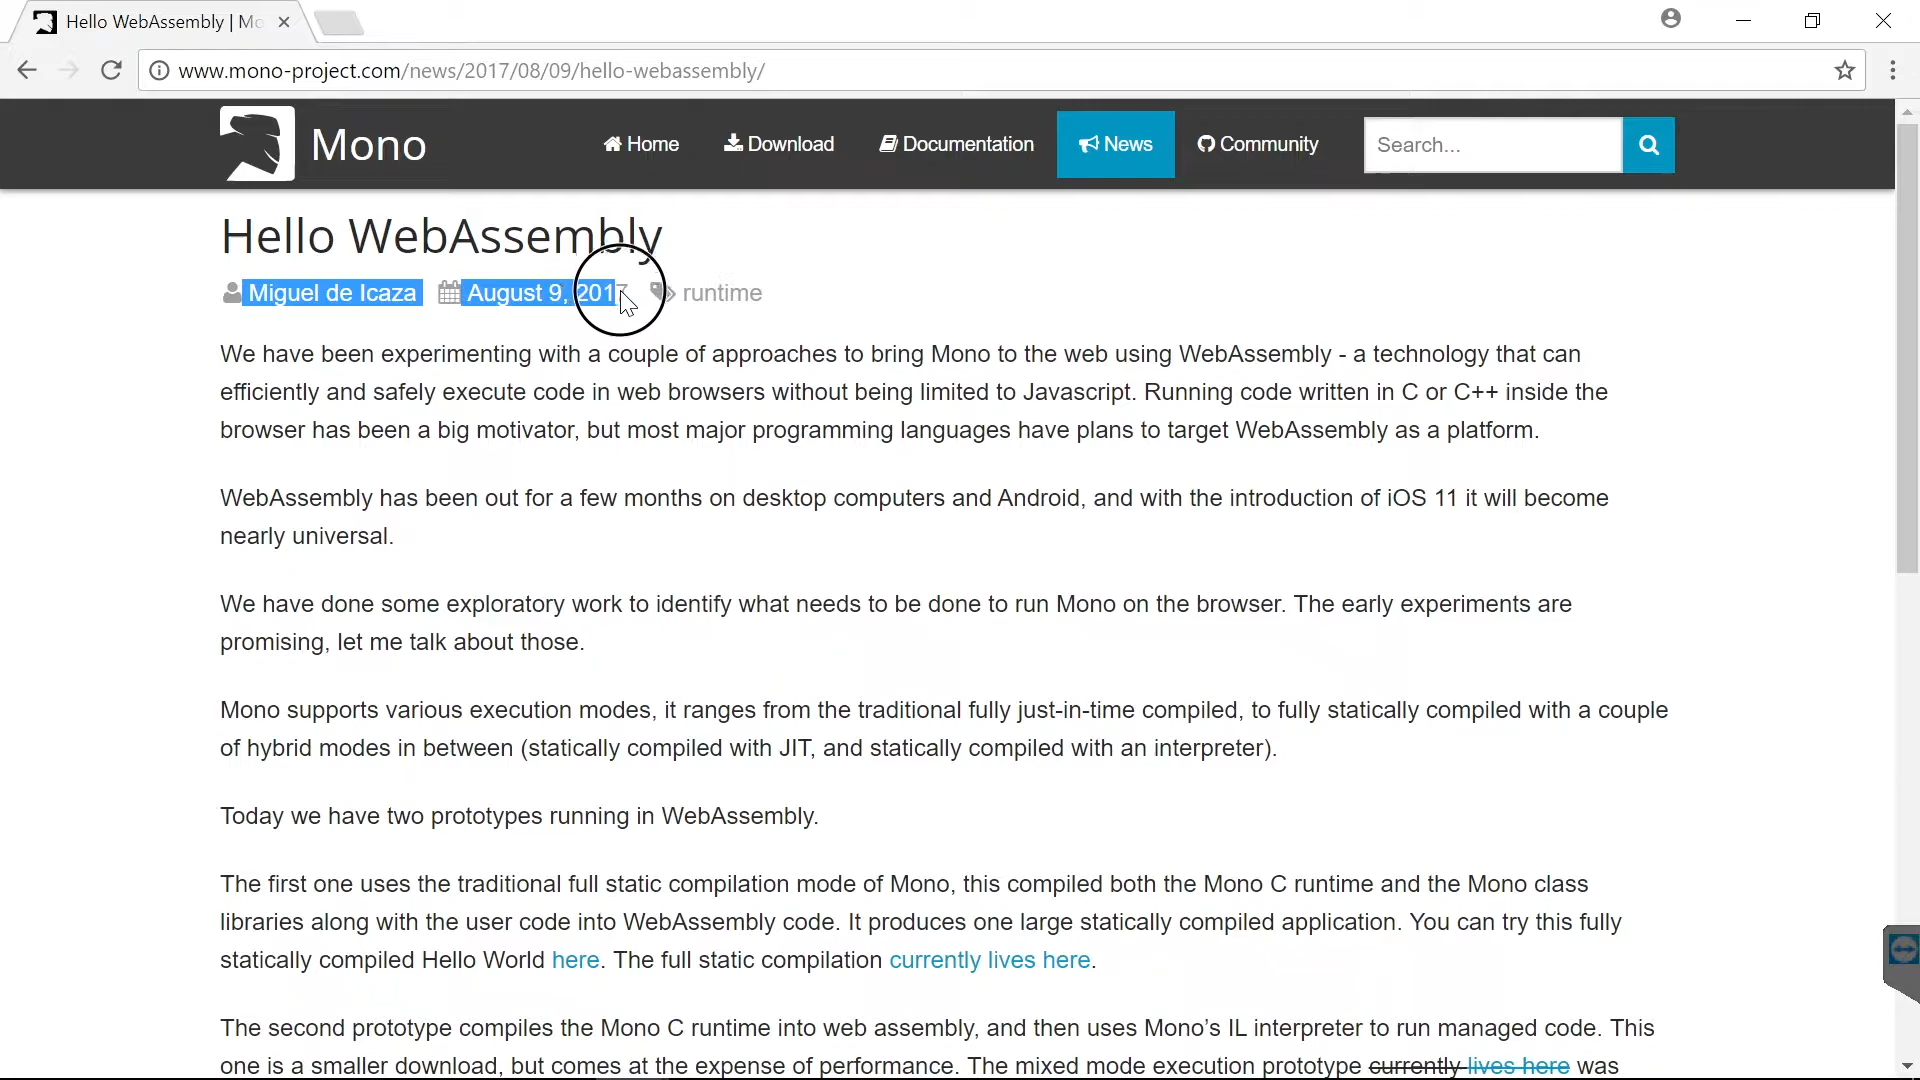 Hello WebAssembly | Mo
www.mono-project.com/news/2017/08/09/hello-webassembly/
Mono
Home Download Documentation News Community Search...
Hello WebAssembly
Miguel de Icaza August 9, 2017 runtime
We have been experimenting with a couple of approaches to bring Mono to the web using WebAssembly - a technology that can
efficiently and safely execute code in web browsers without being limited to Javascript. Running code written in C or C++ inside the
browser has been a big motivator, but most major programming languages have plans to target WebAssembly as a platform.
WebAssembly has been out for a few months on desktop computers and Android, and with the introduction of iOS 11 it will become
nearly universal.
We have done some exploratory work to identify what needs to be done to run Mono on the browser. The early experiments are
promising, let me talk about those.
Mono supports various execution modes, it ranges from the traditional fully just-in-time compiled, to fully statically compiled with a couple
of hybrid modes in between (statically compiled with JIT, and statically compiled with an interpreter).
Today we have two prototypes running in WebAssembly.
The first one uses the traditional full static compilation mode of Mono, this compiled both the Mono C runtime and the Mono class
libraries along with the user code into WebAssembly code. It produces one large statically compiled application. You can try this fully
statically compiled Hello World here. The full static compilation currently lives here.
The second prototype compiles the Mono C runtime into web assembly, and then uses Mono’s IL interpreter to run managed code. This
one is a smaller download, but comes at the expense of performance. The mixed mode execution prototype currently lives here was